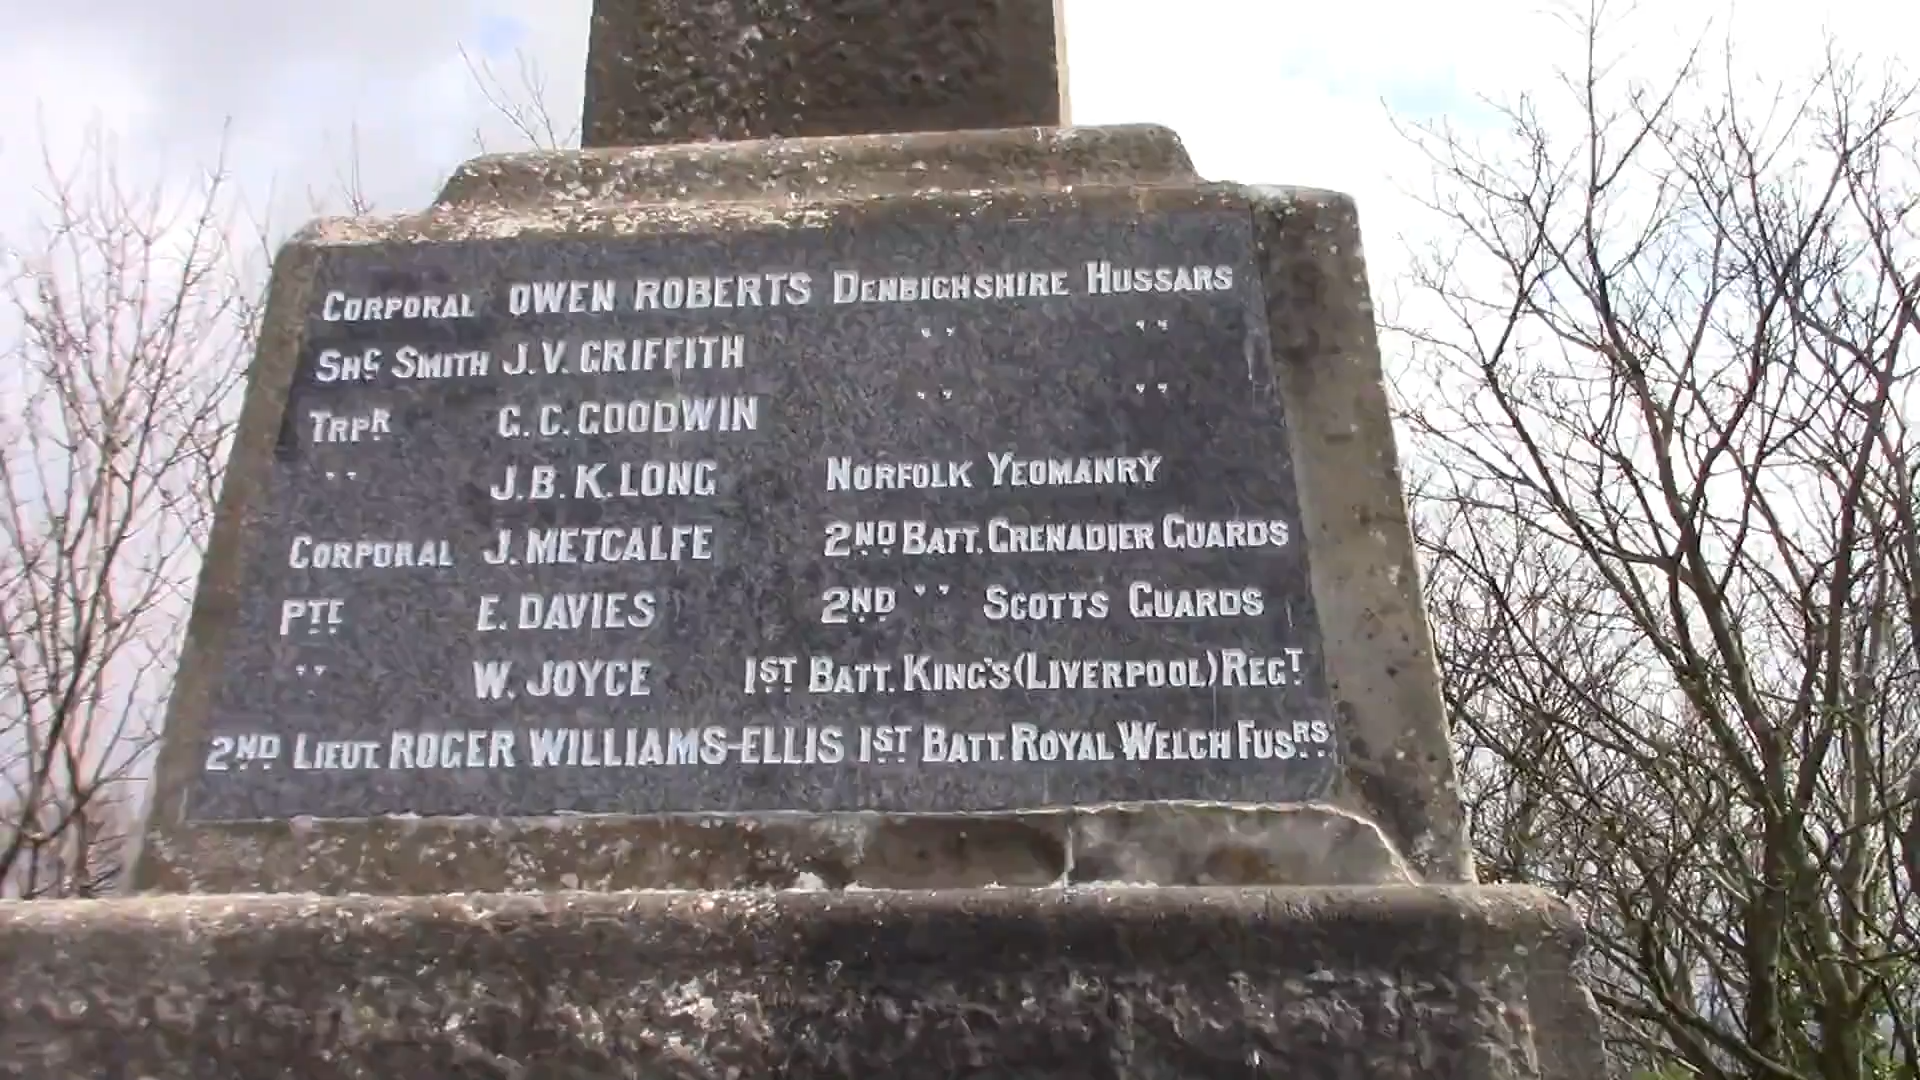 CORPORAL OWEN ROBERTS DENBIGHSHIRE HUSSARS
SHG SMITH J.V. GRIFFITH " "
TRPR G.C. GOODWIN " "
" J.B.K. LONG NORFOLK YEOMANRY
CORPORAL J. METCALFE 2ND BATT. GRENADIER GUARDS
PTE E. DAVIES 2ND " SCOTTS GUARDS
" W. JOYCE 1ST BATT. KING'S (LIVERPOOL) REGT
2ND LIEUT. ROGER WILLIAMS-ELLIS 1ST BATT. ROYAL WELCH FUSRS